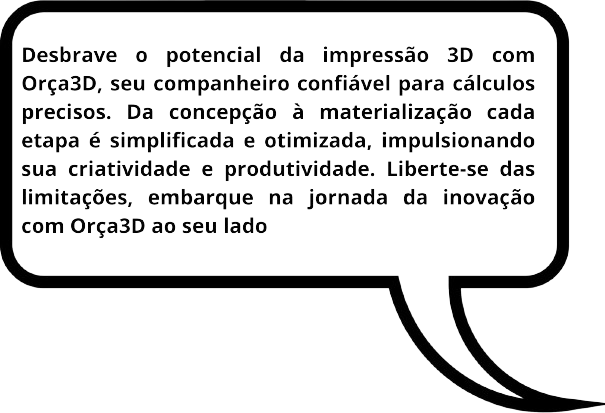 Desbrave o potencial da impressão 3D com
Orça3D, seu companheiro confiável para cálculos
precisos. Da concepção à materialização cada
etapa é simplificada e otimizada, impulsionando
sua criatividade e produtividade. Liberte-se das
limitações, embarque na jornada da inovação
com Orça3D ao seu lado